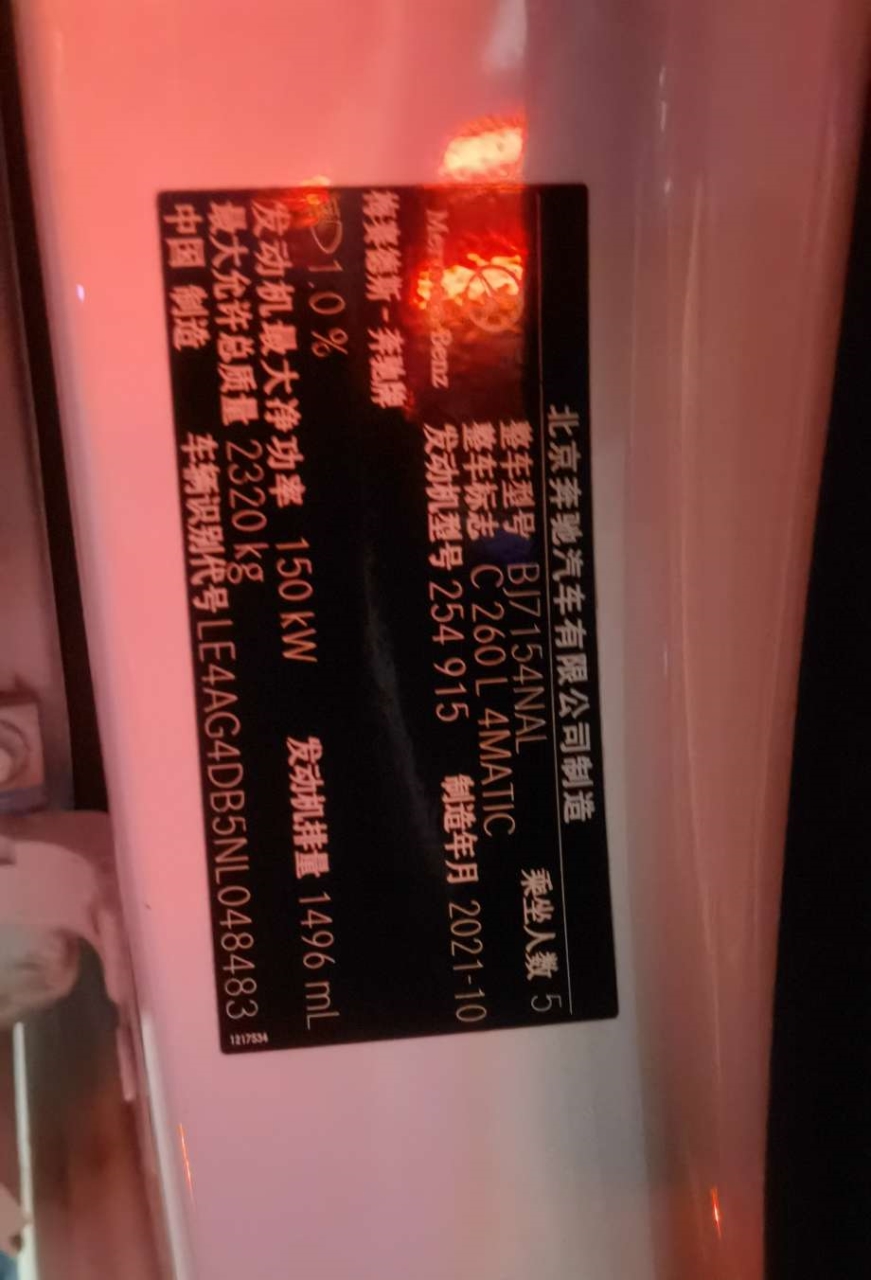 北京奔驰汽车有限公司制造
整车型号 BJ7154NAL 乘坐人数 5
整车标志 C 260 L 4MATIC
Mercedes-Benz
发动机型号 254 915 制造年月 2021-10
梅赛德斯-奔驰牌
1.0 %
发动机最大净功率 150 kW 发动机排量 1496 mL
最大允许总质量 2320 kg
中国 制造 车辆识别代号 LE4AG4DB5NL048483
1217534